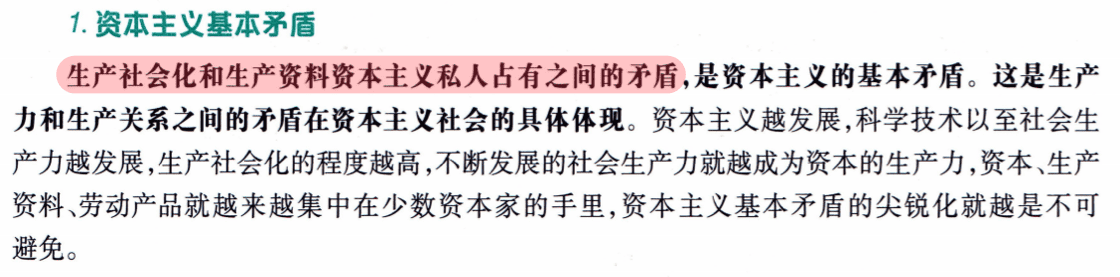 1. 资本主义基本矛盾
生产社会化和生产资料资本主义私人占有之间的矛盾,是资本主义的基本矛盾。这是生产
力和生产关系之间的矛盾在资本主义社会的具体体现。资本主义越发展,科学技术以至社会生
产力越发展,生产社会化的程度越高,不断发展的社会生产力就越成为资本的生产力,资本、生产
资料、劳动产品就越来越集中在少数资本家的手里,资本主义基本矛盾的尖锐化就越是不可
避免。